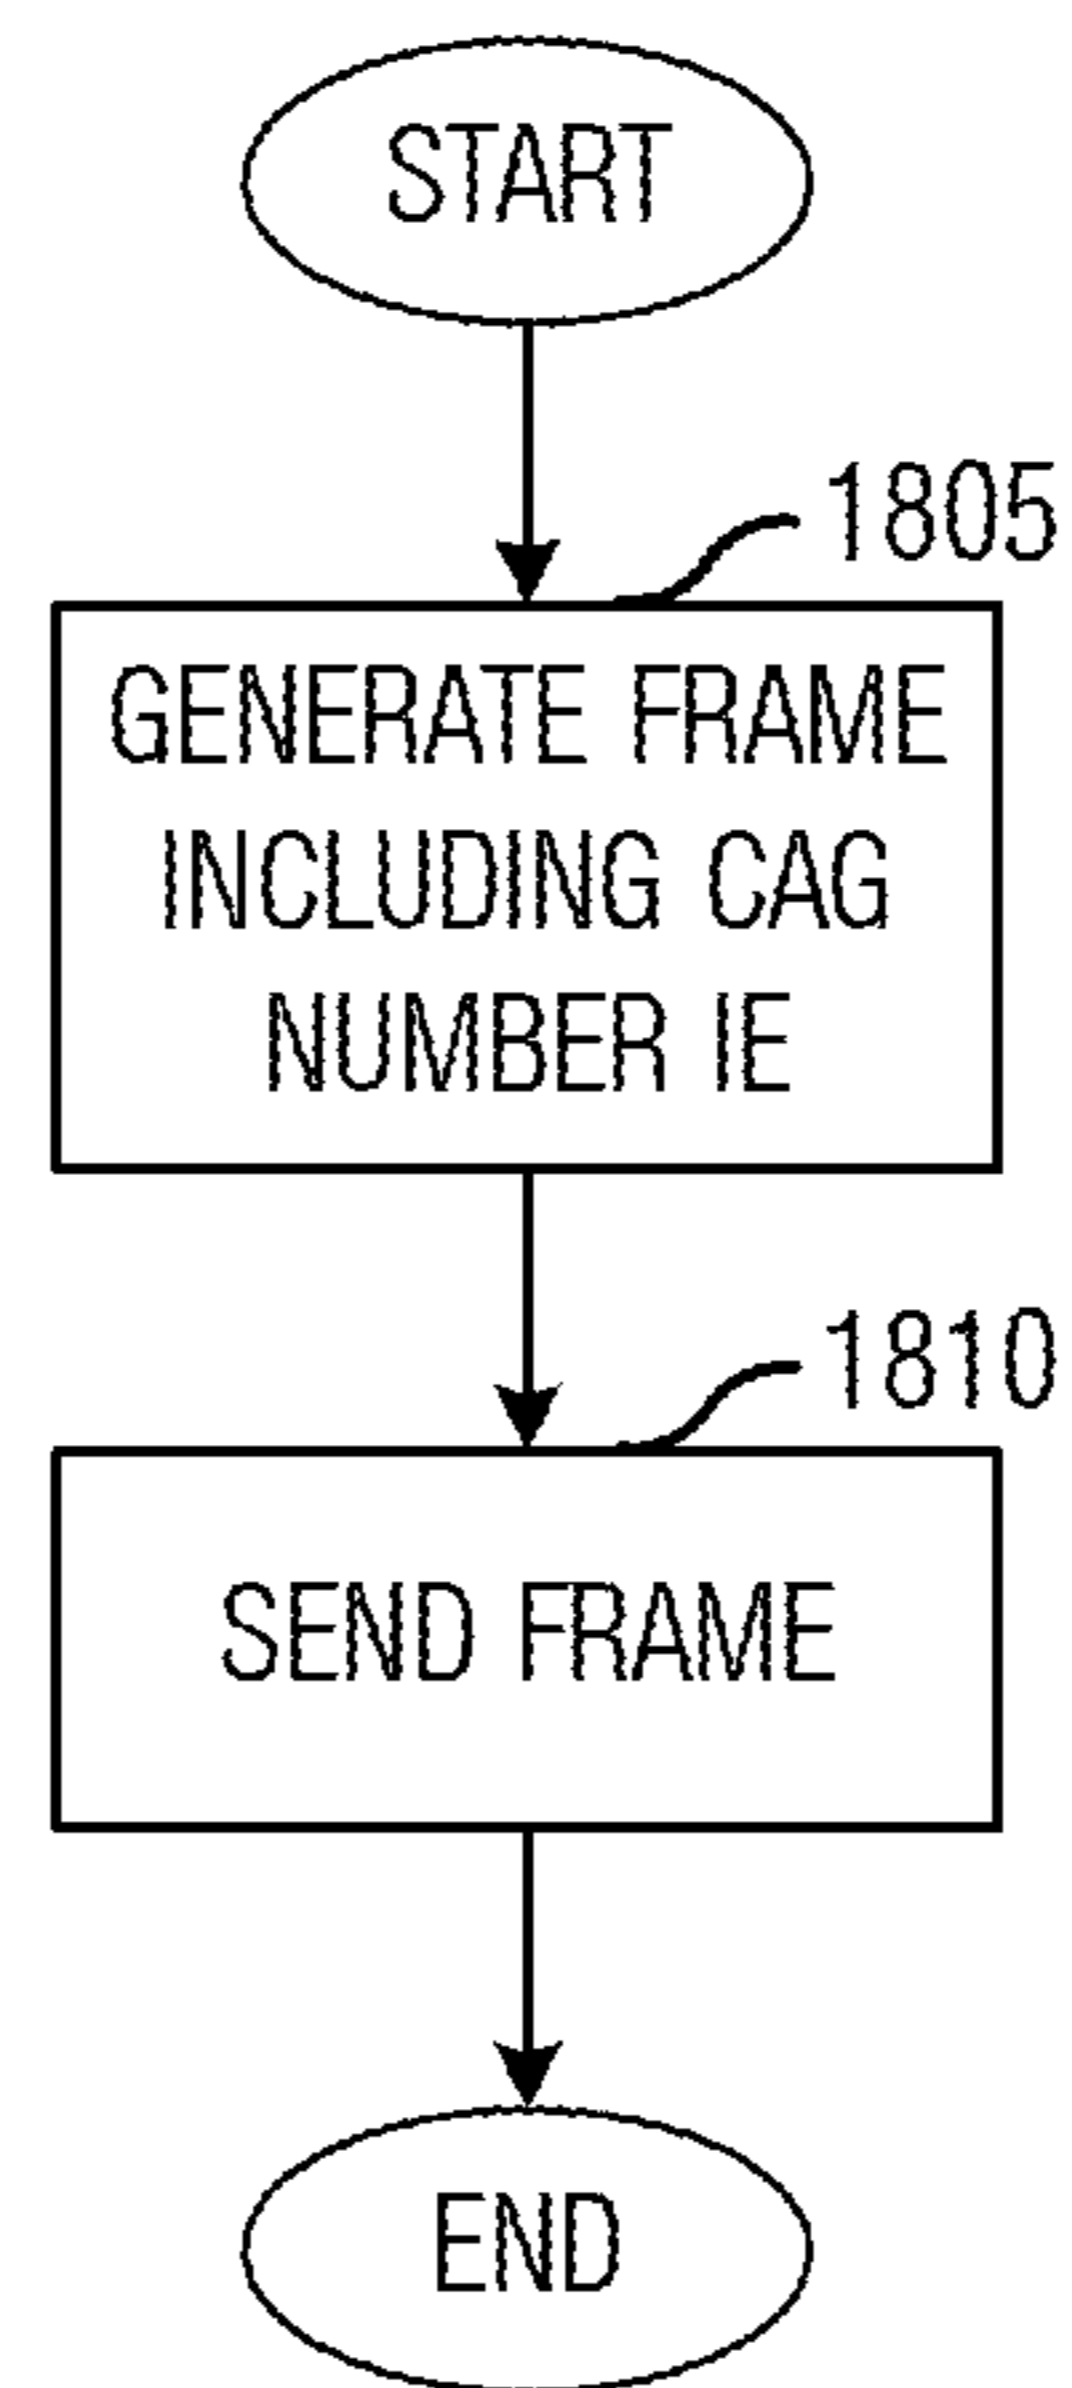 START
1805
GENERATE FRAME
INCLUDING CAG
NUMBER IE
1810
SEND FRAME
END